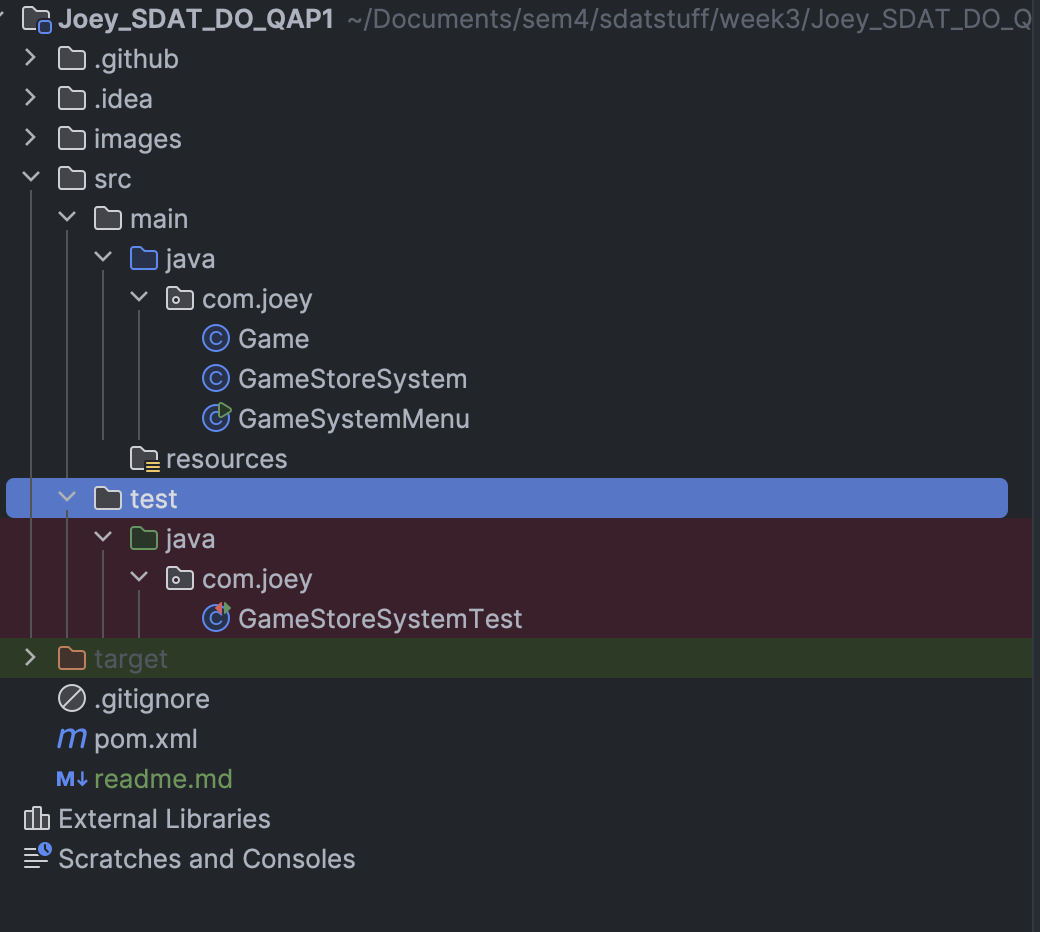 Joey_SDAT_DO_QAP1 ~/Documents/sem4/sdatstuff/week3/Joey_SDAT_DO_Q
.github
.idea
images
src
main
java
com.joey
Game
GameStoreSystem
GameSystemMenu
resources
test
java
com.joey
GameStoreSystemTest
target
.gitignore
pom.xml
readme.md
External Libraries
Scratches and Consoles